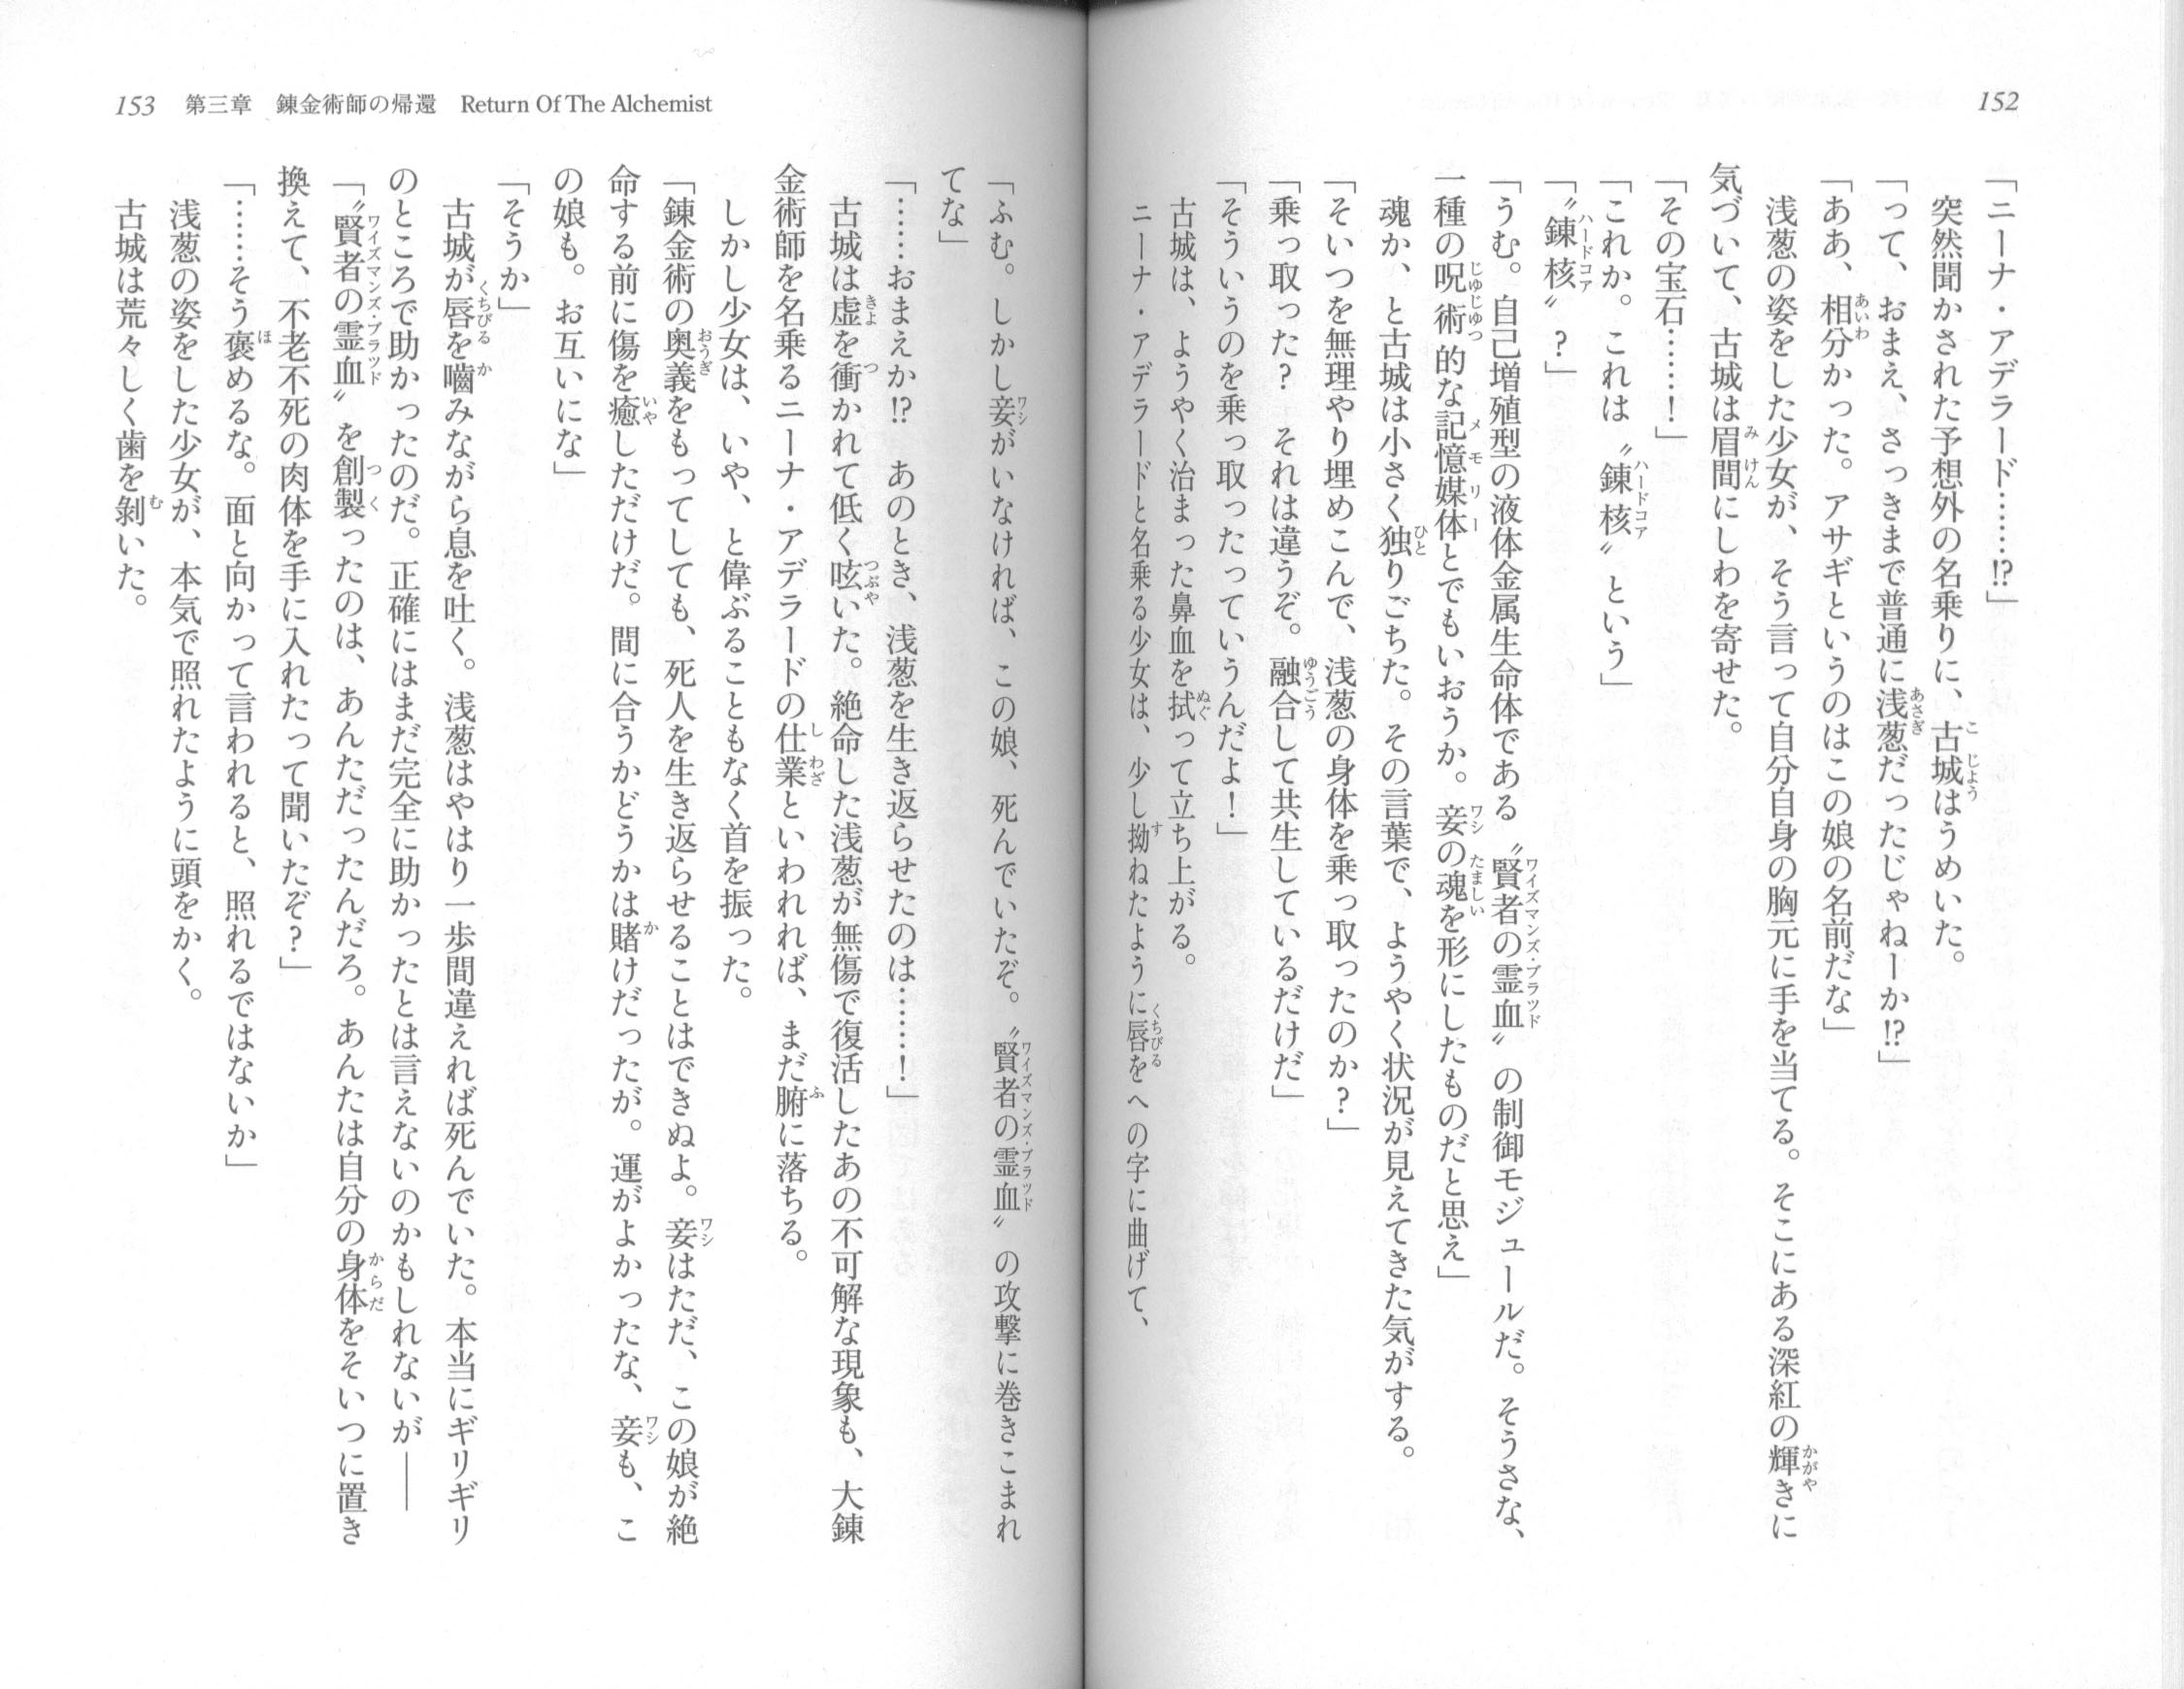 152
「ニーナ・アデラード……!?」
突然聞かされた予想外の名乗りに、古城はうめいた。
「って、おまえ、さっきまで普通に浅葱だったじゃねーか!?」
「ああ、相分かった。アサギというのはこの娘の名前だな」
浅葱の姿をした少女が、そう言って自分自身の胸元に手を当てる。そこにある深紅の輝きに
気づいて、古城は眉間にしわを寄せた。
「その宝石……！」
「これか。これは〝錬核〟という」
「〝錬核〟？」
「うむ。自己増殖型の液体金属生命体である〝賢者の霊血〟の制御モジュールだ。そうさな、
一種の呪術的な記憶媒体とでもいおうか。妾の魂を形にしたものだと思え」
魂か、と古城は小さく独りごちた。その言葉で、ようやく状況が見えてきた気がする。
「そいつを無理やり埋めこんで、浅葱の身体を乗っ取ったのか？」
「乗っ取った？　それは違うぞ。融合して共生しているだけだ」
「そういうのを乗っ取ったっていうんだよ！」
古城は、ようやく治まった鼻血を拭って立ち上がる。
ニーナ・アデラードと名乗る少女は、少し拗ねたように唇をへの字に曲げて、
153　第三章　錬金術師の帰還　Return Of The Alchemist
「ふむ。しかし妾がいなければ、この娘、死んでいたぞ。〝賢者の霊血〟の攻撃に巻きこまれ
てな」
「……おまえか!?　あのとき、浅葱を生き返らせたのは……！」
古城は虚を衝かれて低く呟いた。絶命した浅葱が無傷で復活したあの不可解な現象も、大錬
金術師を名乗るニーナ・アデラードの仕業といわれれば、まだ腑に落ちる。
しかし少女は、いや、と偉ぶることもなく首を振った。
「錬金術の奥義をもってしても、死人を生き返らせることはできぬよ。妾はただ、この娘が絶
命する前に傷を癒しただけだ。間に合うかどうかは賭けだったが。運がよかったな、妾も、こ
の娘も。お互いにな」
「そうか」
古城が唇を嚙みながら息を吐く。浅葱はやはり一歩間違えれば死んでいた。本当にギリギリ
のところで助かったのだ。正確にはまだ完全に助かったとは言えないのかもしれないが――
「〝賢者の霊血〟を創製ったのは、あんただったんだろ。あんたは自分の身体をそいつに置き
換えて、不老不死の肉体を手に入れたって聞いたぞ？」
「……そう褒めるな。面と向かって言われると、照れるではないか」
浅葱の姿をした少女が、本気で照れたように頭をかく。
古城は荒々しく歯を剝いた。